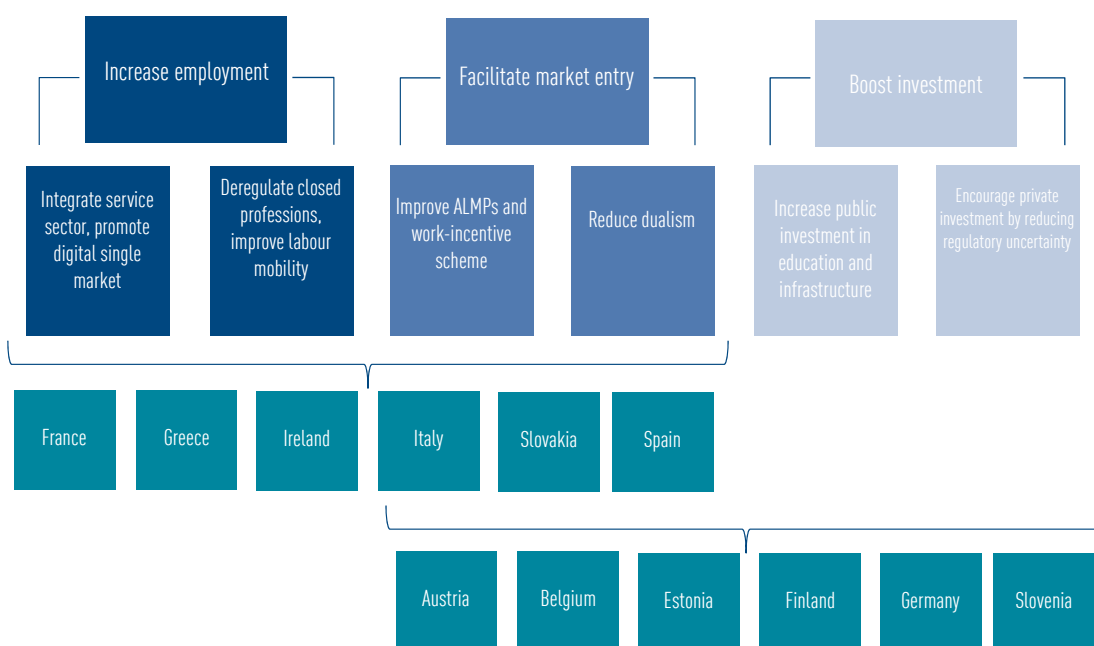 Increase employment
Facilitate market entry
Boost investment
Integrate service
sector, promote
digital single
market
Deregulate closed
professions,
improve labour
mobility
Improve ALMPs and
work-incentive
scheme
Reduce dualism
Increase public
investment in
education and
infrastructure
Encourage private
investment by reducing
regulatory uncertainty
France
Greece
Ireland
Italy
Slovakia
Spain
Austria
Belgium
Estonia
Finland
Germany
Slovenia